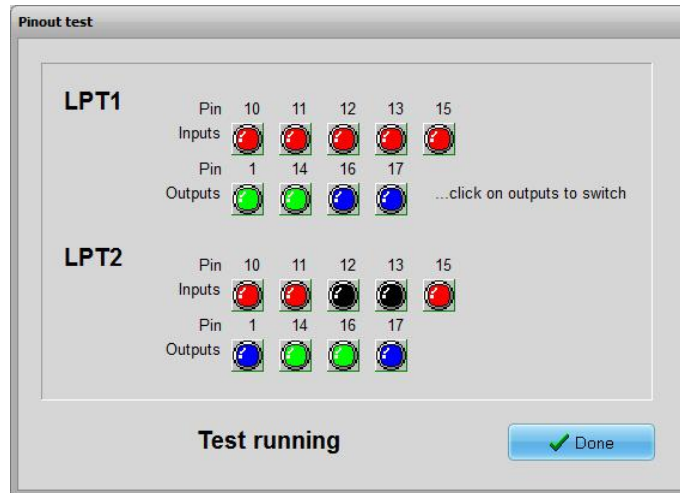 Pinout test
LPT1
Pin 10 11 12 13 15
Inputs
Pin 1 14 16 17
Outputs ...click on outputs to switch
LPT2
Pin 10 11 12 13 15
Inputs
Pin 1 14 16 17
Outputs
Test running
Done